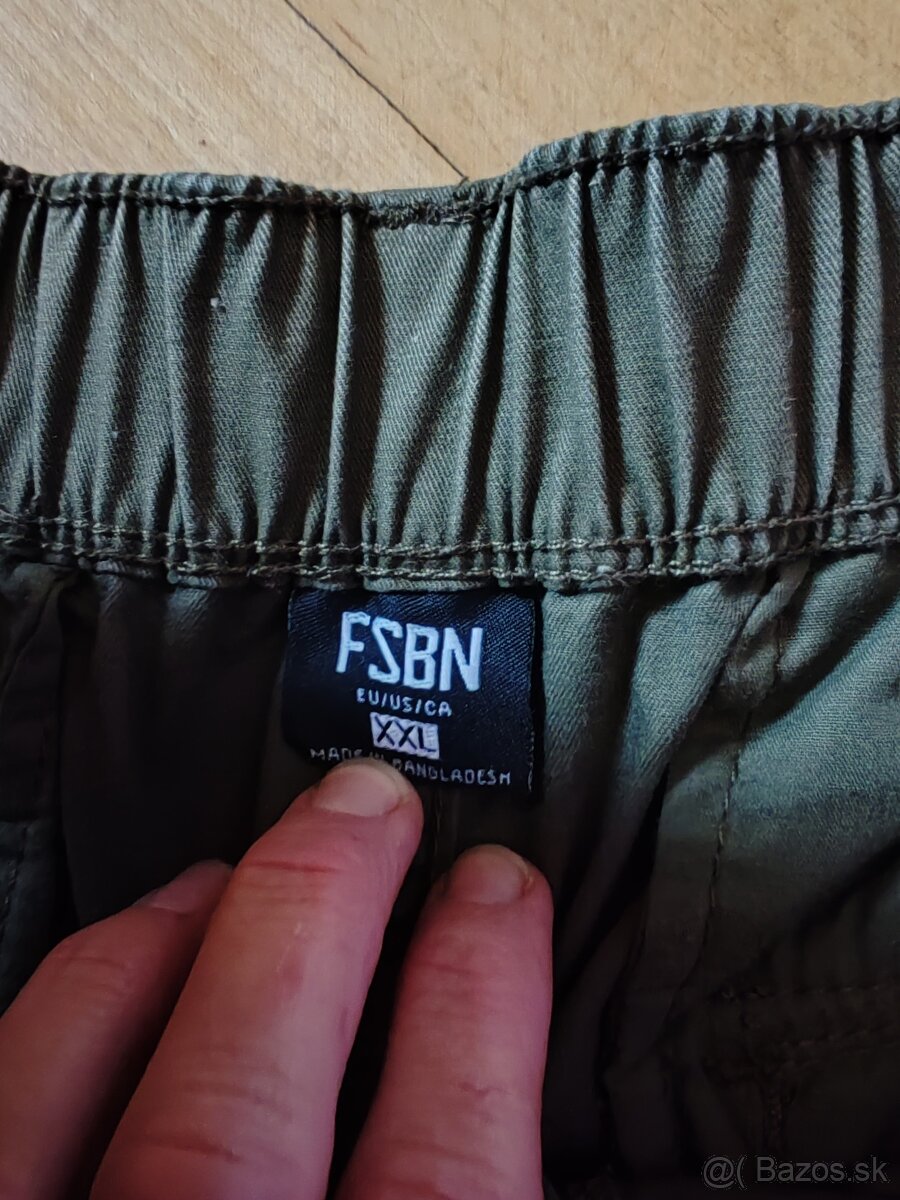 FSBN
EU/US/CA
XXL
MADE IN BANGLADESH
@( Bazos.sk